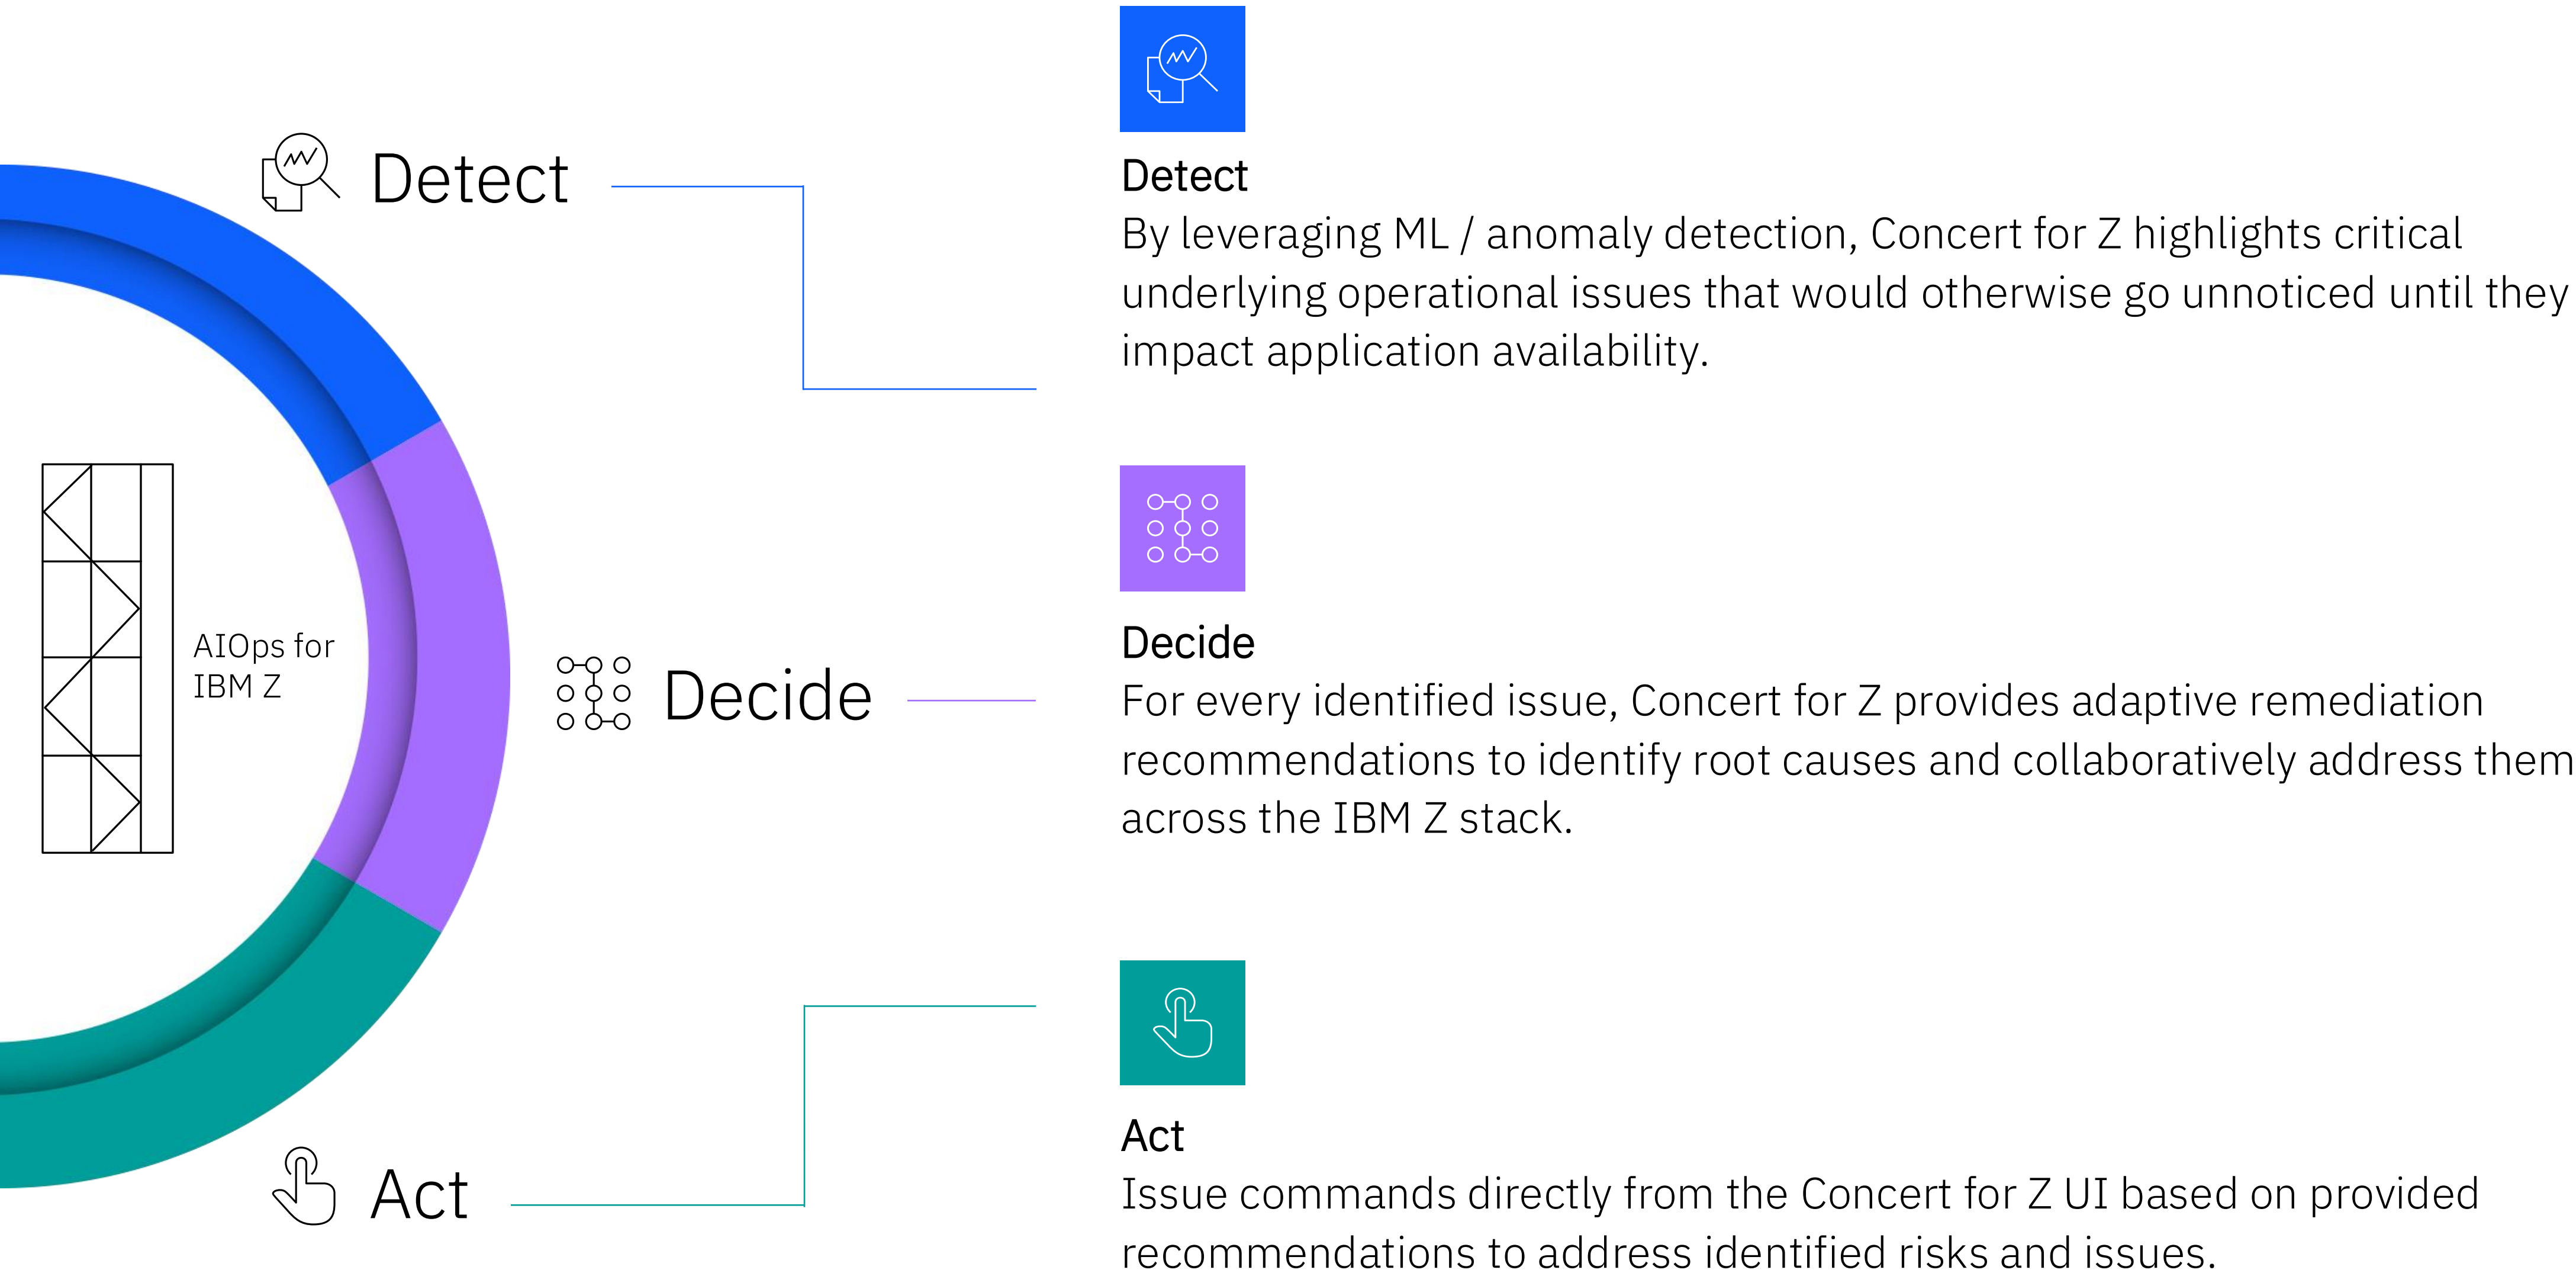 Detect
AIOps for
IBM Z
Decide
Act
Detect
By leveraging ML / anomaly detection, Concert for Z highlights critical
underlying operational issues that would otherwise go unnoticed until they
impact application availability.
Decide
For every identified issue, Concert for Z provides adaptive remediation
recommendations to identify root causes and collaboratively address them
across the IBM Z stack.
Act
Issue commands directly from the Concert for Z UI based on provided
recommendations to address identified risks and issues.